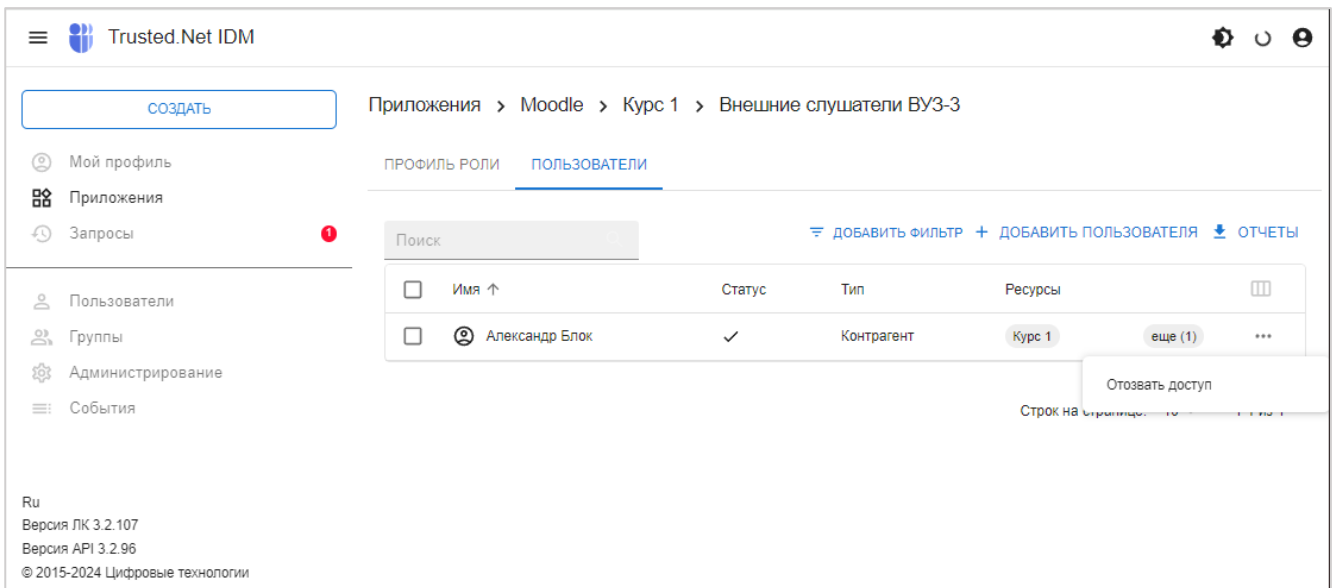 Trusted.Net IDM
СОЗДАТЬ
Мой профиль
Приложения
Запросы
1
Пользователи
Группы
Администрирование
События
Ru
Версия ЛК 3.2.107
Версия API 3.2.96
© 2015-2024 Цифровые технологии
Приложения > Moodle > Курс 1 > Внешние слушатели ВУЗ-3
ПРОФИЛЬ РОЛИ ПОЛЬЗОВАТЕЛИ
Поиск
ДОБАВИТЬ ФИЛЬТР + ДОБАВИТЬ ПОЛЬЗОВАТЕЛЯ ОТЧЕТЫ
Имя ↑ Статус Тип Ресурсы
Александр Блок ✓ Контрагент Курс 1 еще (1) •••
Отозвать доступ
Строк на странице: